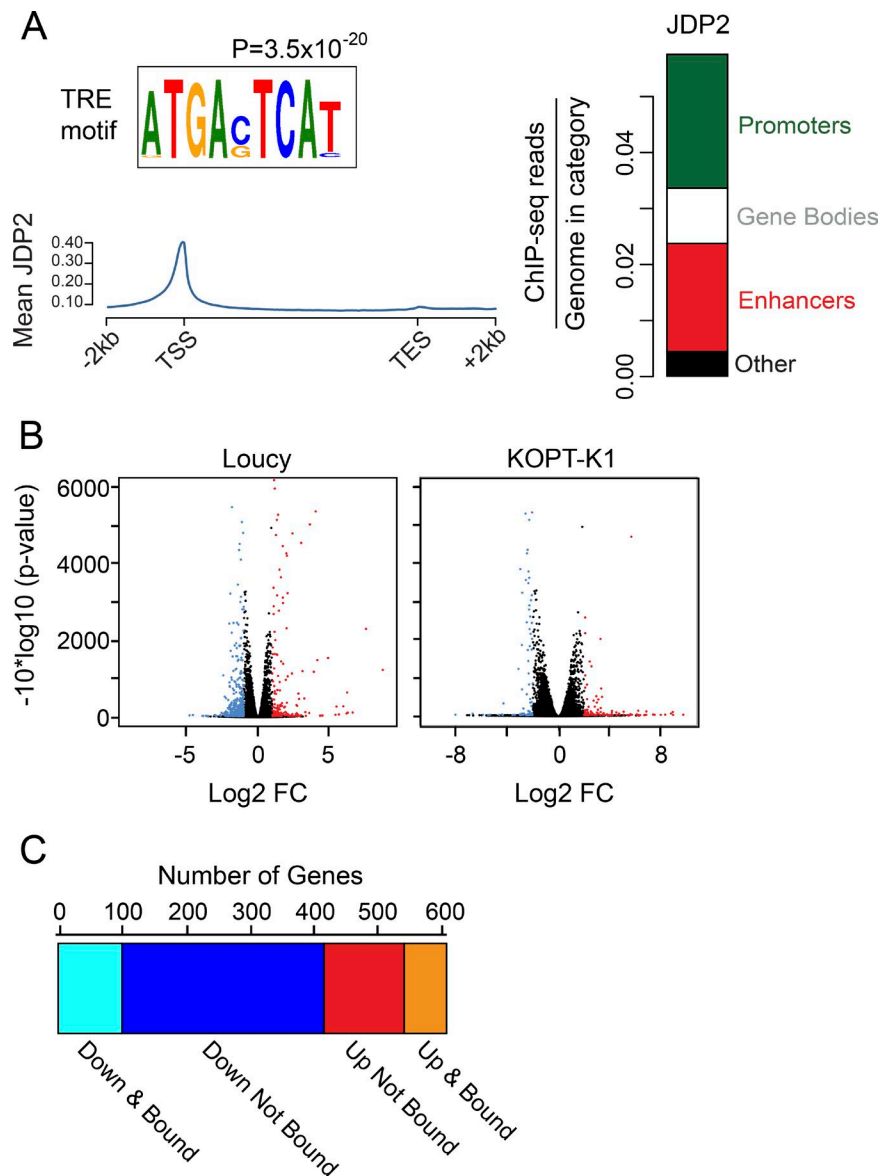 A
P=3.5x10^-20
TRE
motif
ATGACTCAT
G
Mean JDP2
0.40
0.30
0.20
0.10
-2kb
TSS
TES
+2kb
JDP2
ChIP-seq reads
Genome in category
0.04
0.02
0.00
Promoters
Gene Bodies
Enhancers
Other
B
Loucy
KOPT-K1
-10*log10 (p-value)
6000
4000
2000
0
-5 0 5
-8 0 8
Log2 FC
Log2 FC
C
Number of Genes
0 100 200 300 400 500 600
Down & Bound
Down Not Bound
Up Not Bound
Up & Bound